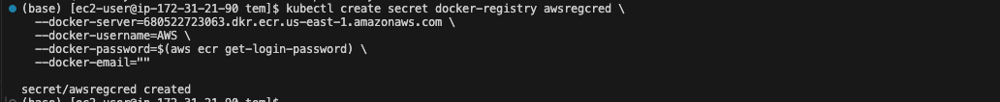 (base) [ec2-user@ip-172-31-21-90 tem]$ kubectl create secret docker-registry awsregcred \
--docker-server=680522723063.dkr.ecr.us-east-1.amazonaws.com \
--docker-username=AWS \
--docker-password=$(aws ecr get-login-password) \
--docker-email=""
secret/awsregcred created
(base) [ec2-user@ip-172-31-21-90 tem]$